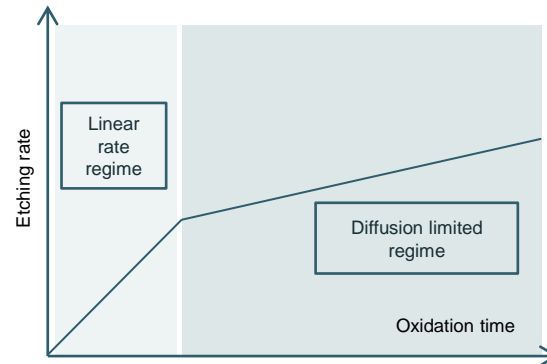 Etching rate
Linear
rate
regime
Diffusion limited
regime
Oxidation time